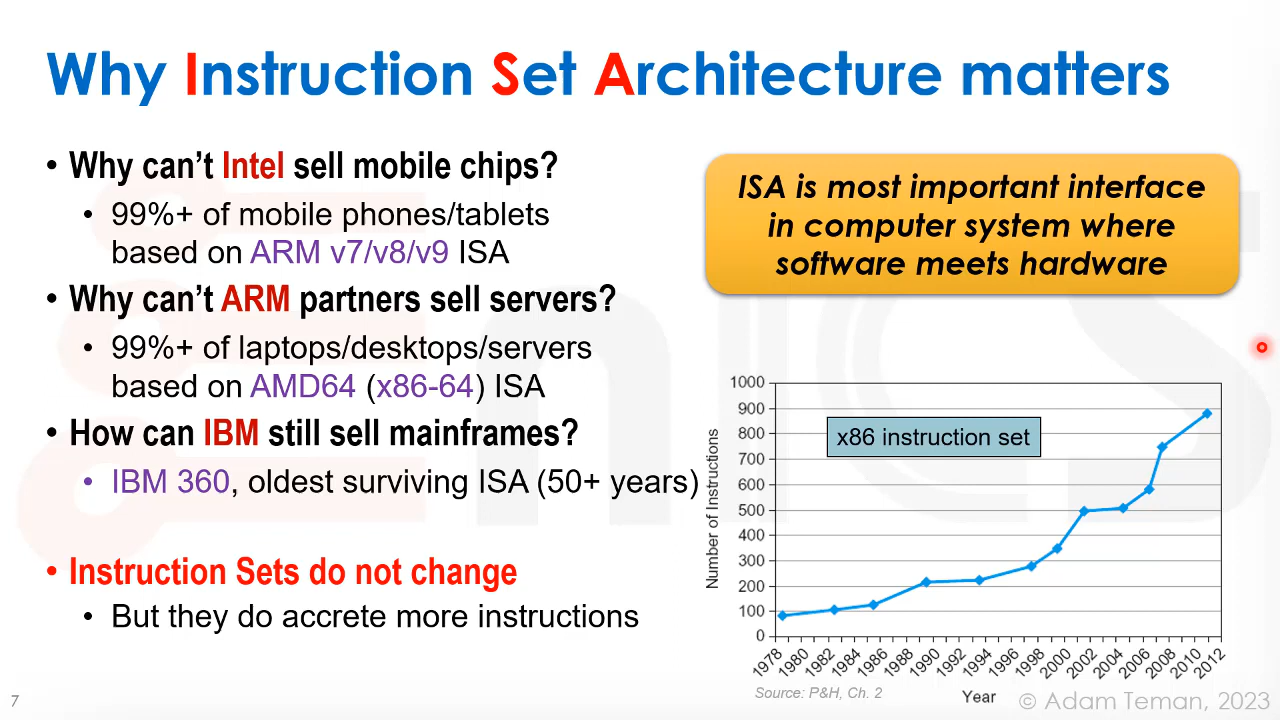 Why Instruction Set Architecture matters
• Why can't Intel sell mobile chips?
• 99%+ of mobile phones/tablets
based on ARM v7/v8/v9 ISA
• Why can't ARM partners sell servers?
• 99%+ of laptops/desktops/servers
based on AMD64 (x86-64) ISA
• How can IBM still sell mainframes?
• IBM 360, oldest surviving ISA (50+ years)
• Instruction Sets do not change
• But they do accrete more instructions
ISA is most important interface
in computer system where
software meets hardware
x86 instruction set
Number of Instructions
1000
900
800
700
600
500
400
300
200
100
0
1978 1980 1982 1984 1986 1988 1990 1992 1994 1996 1998 2000 2002 2004 2006 2008 2010 2012
Year
Source: P&H, Ch. 2
7
© Adam Teman, 2023
EnICS